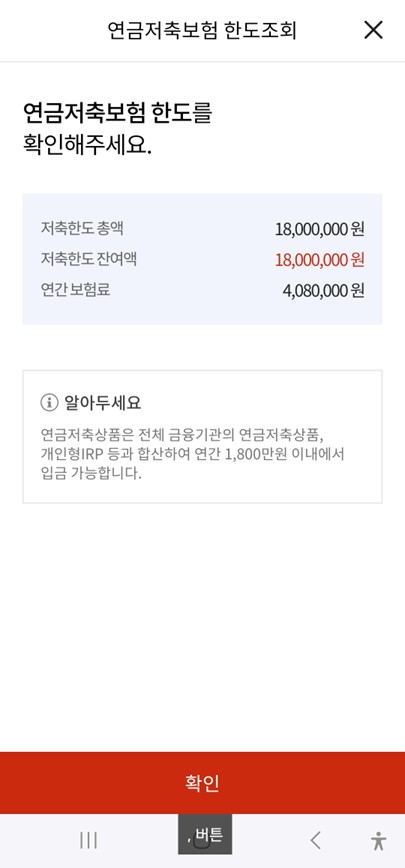 연금저축보험 한도조회
연금저축보험 한도를
확인해주세요.
저축한도 총액 18,000,000 원
저축한도 잔여액 18,000,000 원
연간 보험료 4,080,000 원
알아두세요
연금저축상품은 전체 금융기관의 연금저축상품,
개인형IRP 등과 합산하여 연간 1,800만원 이내에서
입금 가능합니다.
확인
, 버튼